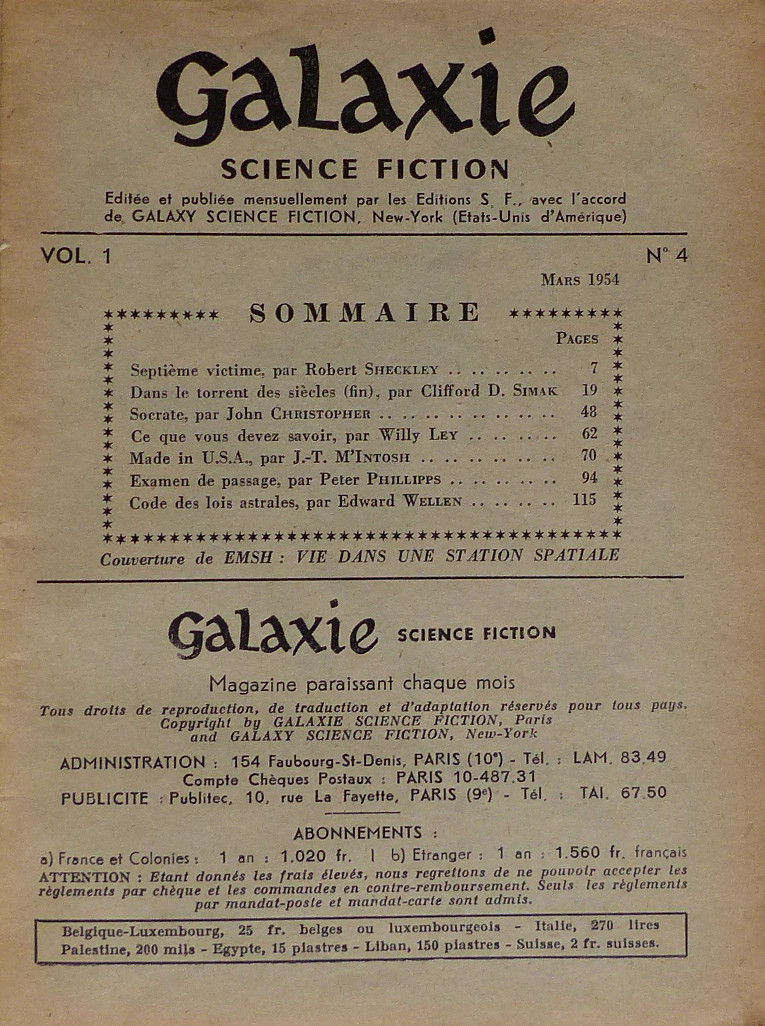 Galaxie
SCIENCE FICTION
Editée et publiée mensuellement par les Editions S. F., avec l'accord
de GALAXY SCIENCE FICTION, New-York (Etats-Unis d'Amérique)
VOL. 1 N° 4
MARS 1954
SOMMAIRE
PAGES
Septième victime, par Robert SHECKLEY .. .. .. .. .. 7
Dans le torrent des siècles (fin), par Clifford D. SIMAK 19
Socrate, par John CHRISTOPHER .. .. .. .. .. .. .. .. 48
Ce que vous devez savoir, par Willy LEY .. .. .. .. 62
Made in U.S.A., par J.-T. M'INTOSH .. .. .. .. .. .. 70
Examen de passage, par Peter PHILLIPPS .. .. .. .. .. 94
Code des lois astrales, par Edward WELLEN .. .. .. .. 115
Couverture de EMSH : VIE DANS UNE STATION SPATIALE
Galaxie SCIENCE FICTION
Magazine paraissant chaque mois
Tous droits de reproduction, de traduction et d'adaptation réservés pour tous pays.
Copyright by GALAXIE SCIENCE FICTION, Paris
and GALAXY SCIENCE FICTION, New-York
ADMINISTRATION : 154 Faubourg-St-Denis, PARIS (10e) - Tél. : LAM. 83.49
Compte Chèques Postaux : PARIS 10-487.31
PUBLICITE : Publitec, 10, rue La Fayette, PARIS (9e) - Tél. : TAI. 67.50
ABONNEMENTS :
a) France et Colonies : 1 an : 1.020 fr. | b) Etranger : 1 an : 1.560 fr. français
ATTENTION : Etant donnés les frais élevés, nous regrettons de ne pouvoir accepter les
règlements par chèque et les commandes en contre-remboursement. Seuls les règlements
par mandat-poste et mandat-carte sont admis.
Belgique-Luxembourg, 25 fr. belges ou luxembourgeois - Italie, 270 lires
Palestine, 200 mils - Egypte, 15 piastres - Liban, 150 piastres - Suisse, 2 fr. suisses.